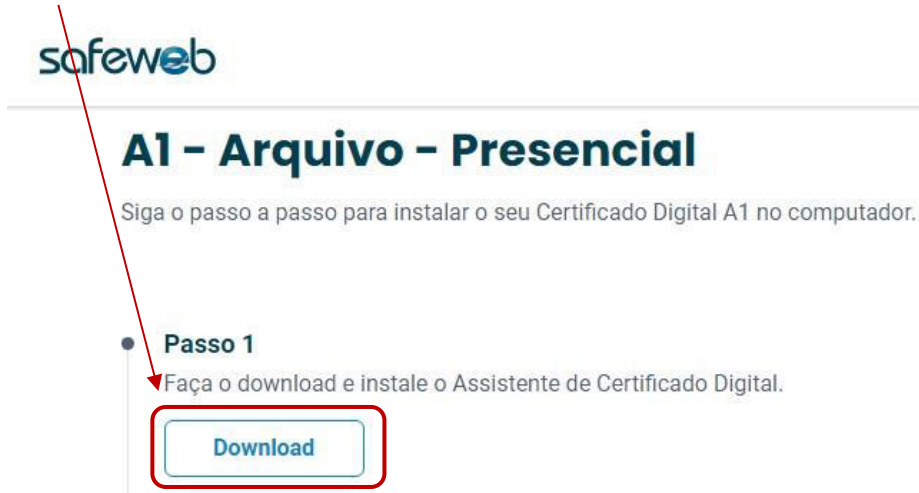 safeweb
A1 - Arquivo - Presencial
Siga o passo a passo para instalar o seu Certificado Digital A1 no computador.
Passo 1
Faça o download e instale o Assistente de Certificado Digital.
Download